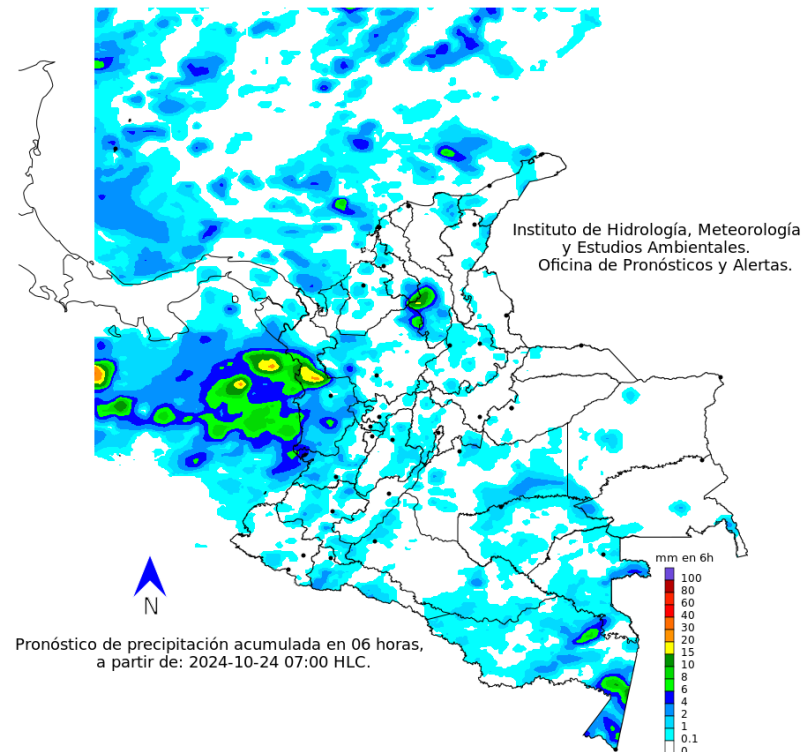 Instituto de Hidrología, Meteorología
y Estudios Ambientales.
Oficina de Pronósticos y Alertas.
N
Pronóstico de precipitación acumulada en 06 horas,
a partir de: 2024-10-24 07:00 HLC.
mm en 6h
100
80
60
40
30
20
15
10
8
6
4
2
1
0.1
0